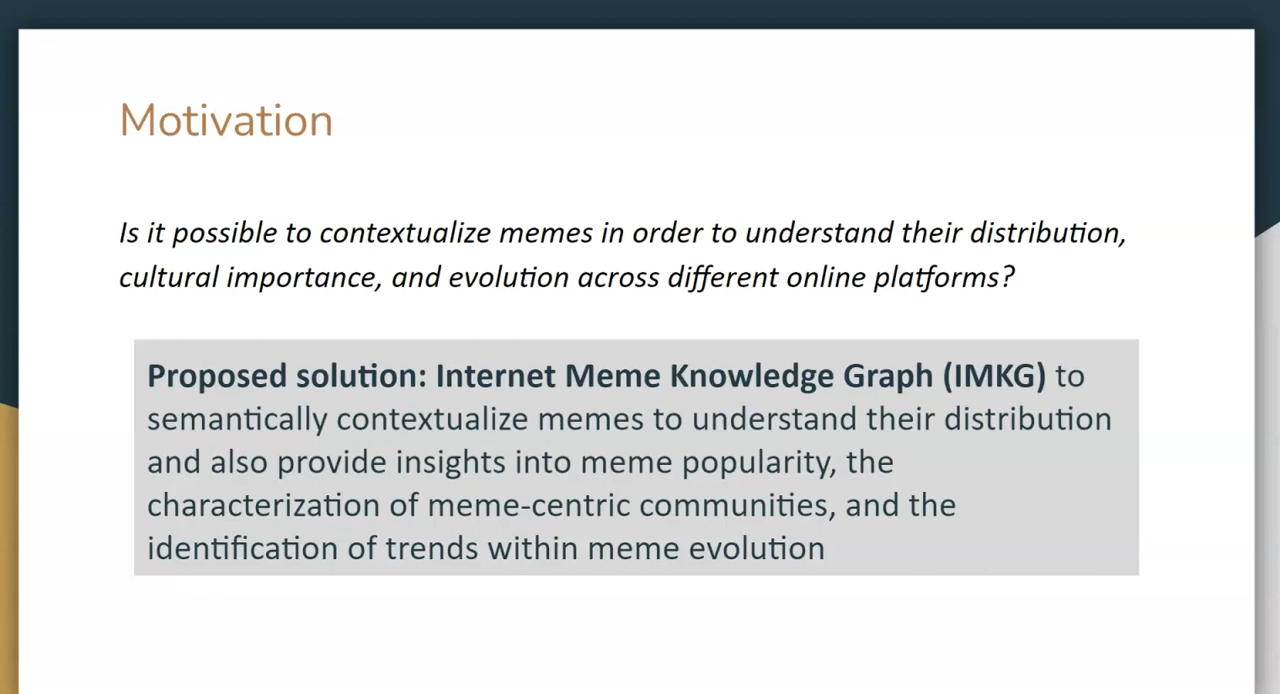 Motivation
Is it possible to contextualize memes in order to understand their distribution,
cultural importance, and evolution across different online platforms?
Proposed solution: Internet Meme Knowledge Graph (IMKG) to
semantically contextualize memes to understand their distribution
and also provide insights into meme popularity, the
characterization of meme-centric communities, and the
identification of trends within meme evolution